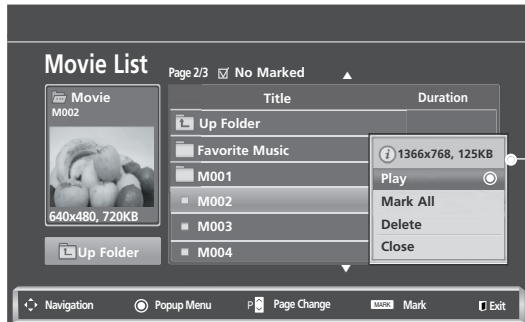 Movie List
Page 2/3 No Marked
Movie
M002
640x480, 720KB
Up Folder
Title Duration
Up Folder
Favorite Music
M001
M002
M003
M004
1366x768, 125KB
Play
Mark All
Delete
Close
Navigation Popup Menu P Page Change MARK Mark Exit